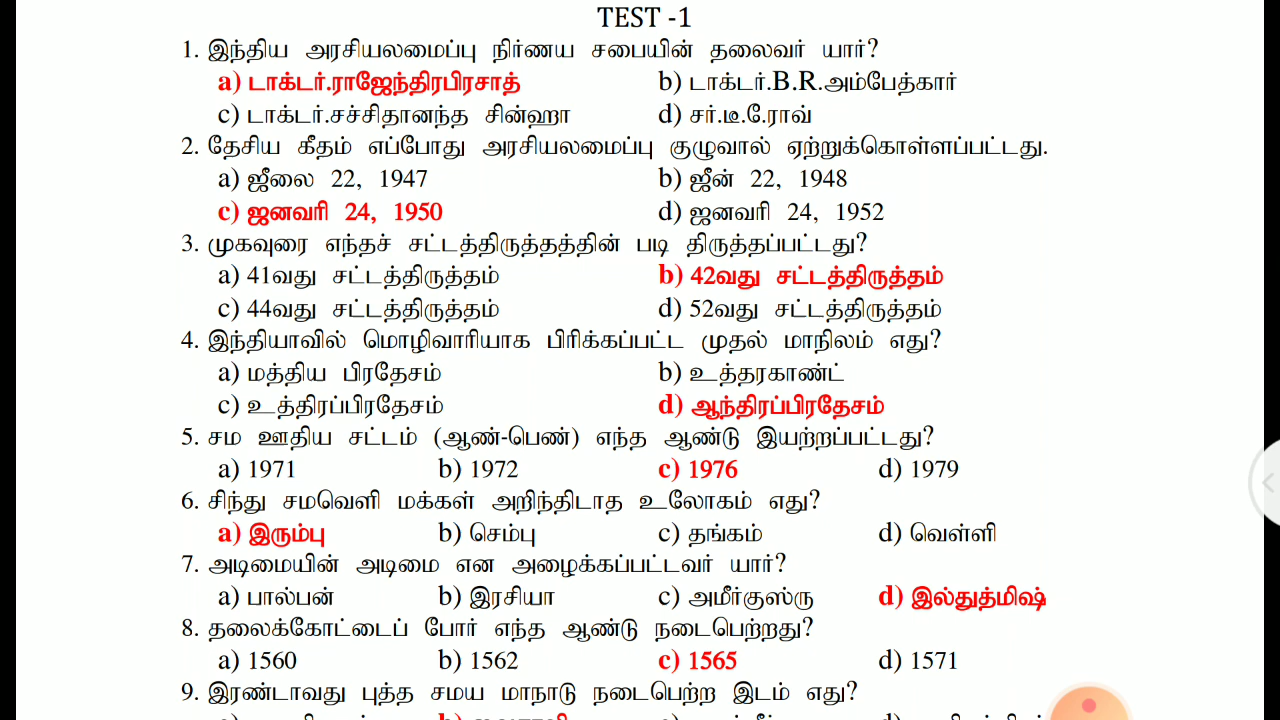 TEST -1
1. இந்திய அரசியலமைப்பு நிர்ணய சபையின் தலைவர் யார்?
a) டாக்டர்.ராஜேந்திரபிரசாத் b) டாக்டர்.B.R.அம்பேத்கார்
c) டாக்டர்.சச்சிதானந்த சின்ஹா d) சர்.டீ.ே.ராவ்
2. தேசிய கீதம் எப்போது அரசியலமைப்பு குழுவால் ஏற்றுக்கொள்ளப்பட்டது.
a) ஜீலை 22, 1947 b) ஜீன் 22, 1948
c) ஜனவரி 24, 1950 d) ஜனவரி 24, 1952
3. முகவுரை எந்தச் சட்டத்திருத்தத்தின் படி திருத்தப்பட்டது?
a) 41வது சட்டத்திருத்தம் b) 42வது சட்டத்திருத்தம்
c) 44வது சட்டத்திருத்தம் d) 52வது சட்டத்திருத்தம்
4. இந்தியாவில் மொழிவாரியாக பிரிக்கப்பட்ட முதல் மாநிலம் எது?
a) மத்திய பிரதேசம் b) உத்தரகாண்ட்
c) உத்திரப்பிரதேசம் d) ஆந்திரப்பிரதேசம்
5. சம ஊதிய சட்டம் (ஆண்-பெண்) எந்த ஆண்டு இயற்றப்பட்டது?
a) 1971 b) 1972 c) 1976 d) 1979
6. சிந்து சமவெளி மக்கள் அறிந்திடாத உலோகம் எது?
a) இரும்பு b) செம்பு c) தங்கம் d) வெள்ளி
7. அடிமையின் அடிமை என அழைக்கப்பட்டவர் யார்?
a) பால்பன் b) இரசியா c) அமீர்குஸ்ரு d) இல்துத்மிஷ்
8. தலைக்கோட்டைப் போர் எந்த ஆண்டு நடைபெற்றது?
a) 1560 b) 1562 c) 1565 d) 1571
9. இரண்டாவது புத்த சமய மாநாடு நடைபெற்ற இடம் எது?